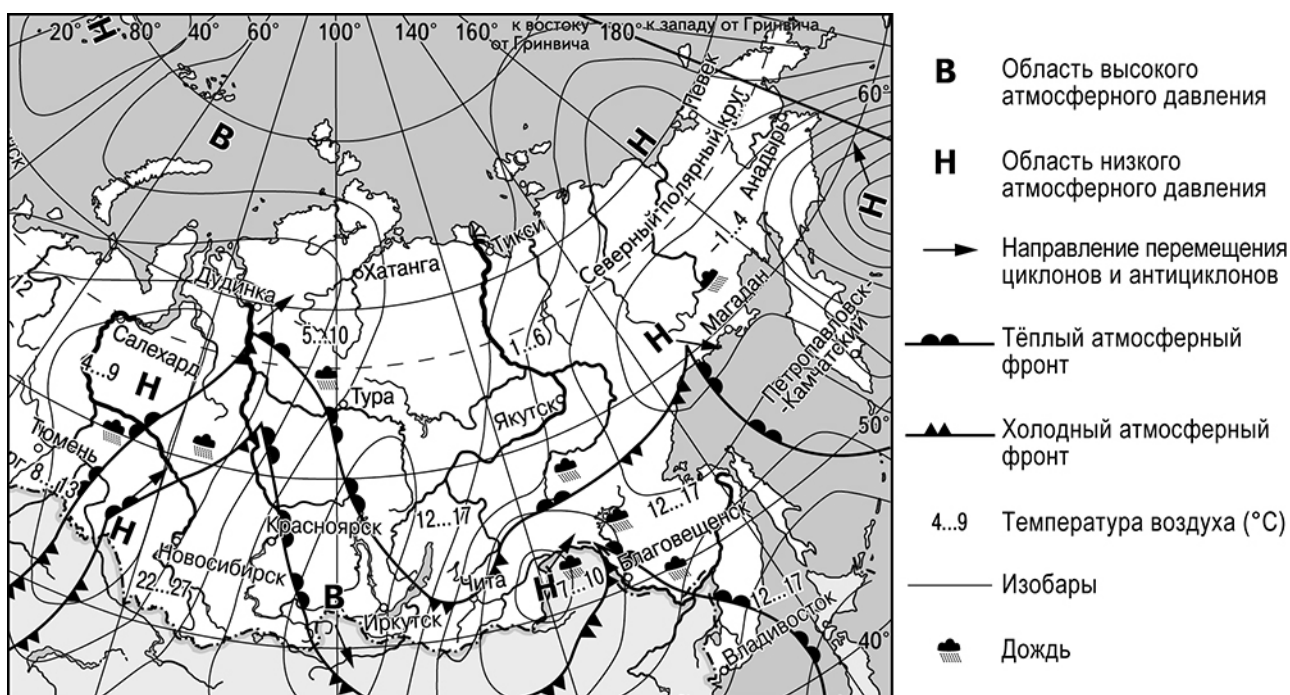 20° 80° 40° 60° 100° 140° 160° к востоку от Гринвича 180° к западу от Гринвича
Н
60°
Певек
В
Н
Северный полярный круг
Анадырь
Н
-1...4
Тикси
Хатанга
Дудинка
12
5...10
1...6
Магадан
Н
Салехард
4...9
Н
Петропавловск-
-Камчатский
Тура
Якутск
50°
Тюмень
8...13
Красноярск
12...17
12...17
Н
Новосибирск
Благовещенск
22...27
Чита
Н
7...10
В
Иркутск
12...17
Владивосток
40°
В Область высокого
атмосферного давления
Н Область низкого
атмосферного давления
Направление перемещения
циклонов и антициклонов
Тёплый атмосферный
фронт
Холодный атмосферный
фронт
4...9 Температура воздуха (°С)
Изобары
Дождь